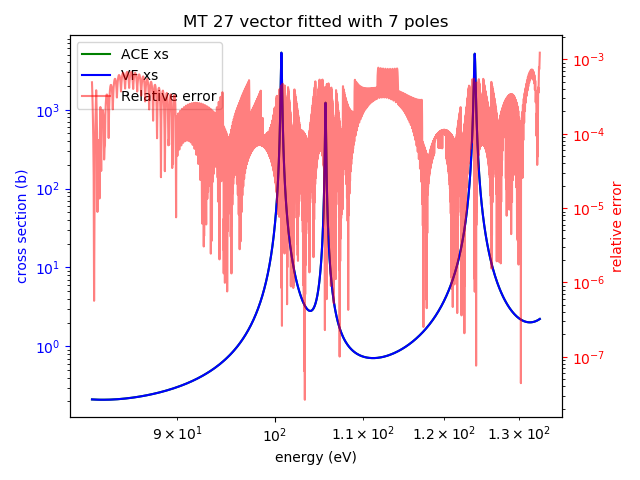 MT 27 vector fitted with 7 poles
ACE xs
VF xs
Relative error
cross section (b)
10³
10²
10¹
10⁰
relative error
10⁻³
10⁻⁴
10⁻⁵
10⁻⁶
10⁻⁷
9 × 10¹
10²
1.1 × 10²
1.2 × 10²
1.3 × 10²
energy (eV)